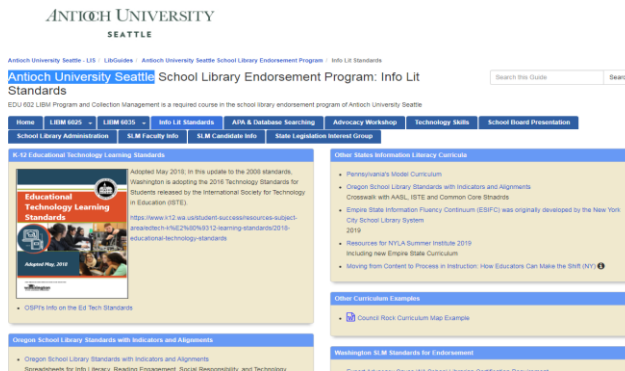 ANTIOCH UNIVERSITY
SEATTLE
Antioch University Seattle - LIS / LibGuides / Antioch University Seattle School Library Endorsement Program / Info Lit Standards
Antioch University Seattle School Library Endorsement Program: Info Lit
Standards
Search this Guide
Sear
EDU 602 LIBM Program and Collection Management is a required course in the school library endorsement program of Antioch University Seattle
Home LIBM 6025 LIBM 6035 Info Lit Standards APA & Database Searching Advocacy Workshop Technology Skills School Board Presentation
School Library Administration SLM Faculty Info SLM Candidate Info State Legislation Interest Group
K-12 Educational Technology Learning Standards
Educational
Technology Learning
Standards
Adopted May, 2018
Adopted May 2018; In this update to the 2008 standards,
Washington is adopting the 2016 Technology Standards for
Students released by the International Society for Technology
in Education (ISTE).
https://www.k12.wa.us/student-success/resources-subject-
area/edtech-k%E2%80%9312-learning-standards/2018-
educational-technology-standards
OSPI's Info on the Ed Tech Standards
Oregon School Library Standards with Indicators and Alignments
Oregon School Library Standards with Indicators and Alignments
Spreadsheets for Info Literacy, Reading Engagement, Social Responsibility, and Technology
Other States Information Literacy Curricula
Pennsylvania's Model Curriculum
Oregon School Library Standards with Indicators and Alignments
Crosswalk with AASL, ISTE and Common Core Stradrds
Empire State Information Fluency Continuum (ESIFC) was originally developed by the New York
City School Library System
2019
Resources for NYLA Summer Institute 2019
Including new Empire State Curriculum
Moving from Content to Process in Instruction: How Educators Can Make the Shift (NY)
Other Curriculum Examples
Council Rock Curriculum Map Example
Washington SLM Standards for Endorsement